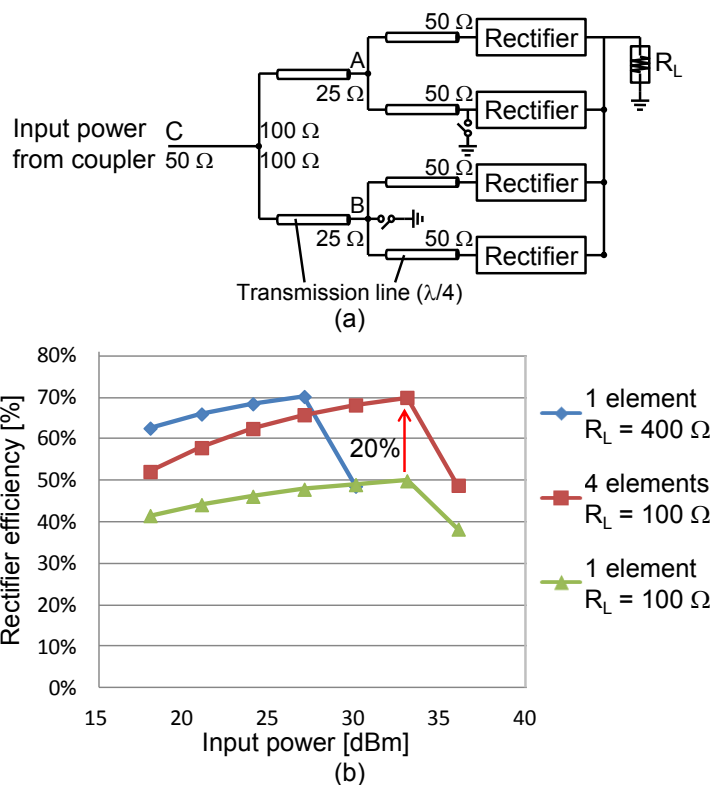 50 Ω
Rectifier
A
R_L
25 Ω
50 Ω
Rectifier
Input power
from coupler
C
50 Ω
100 Ω
100 Ω
50 Ω
Rectifier
B
25 Ω
50 Ω
Rectifier
Transmission line (λ/4)
(a)
Rectifier efficiency [%]
80%
70%
60%
50%
40%
30%
20%
10%
0%
20%
15
20
25
30
35
40
Input power [dBm]
1 element
R_L = 400 Ω
4 elements
R_L = 100 Ω
1 element
R_L = 100 Ω
(b)